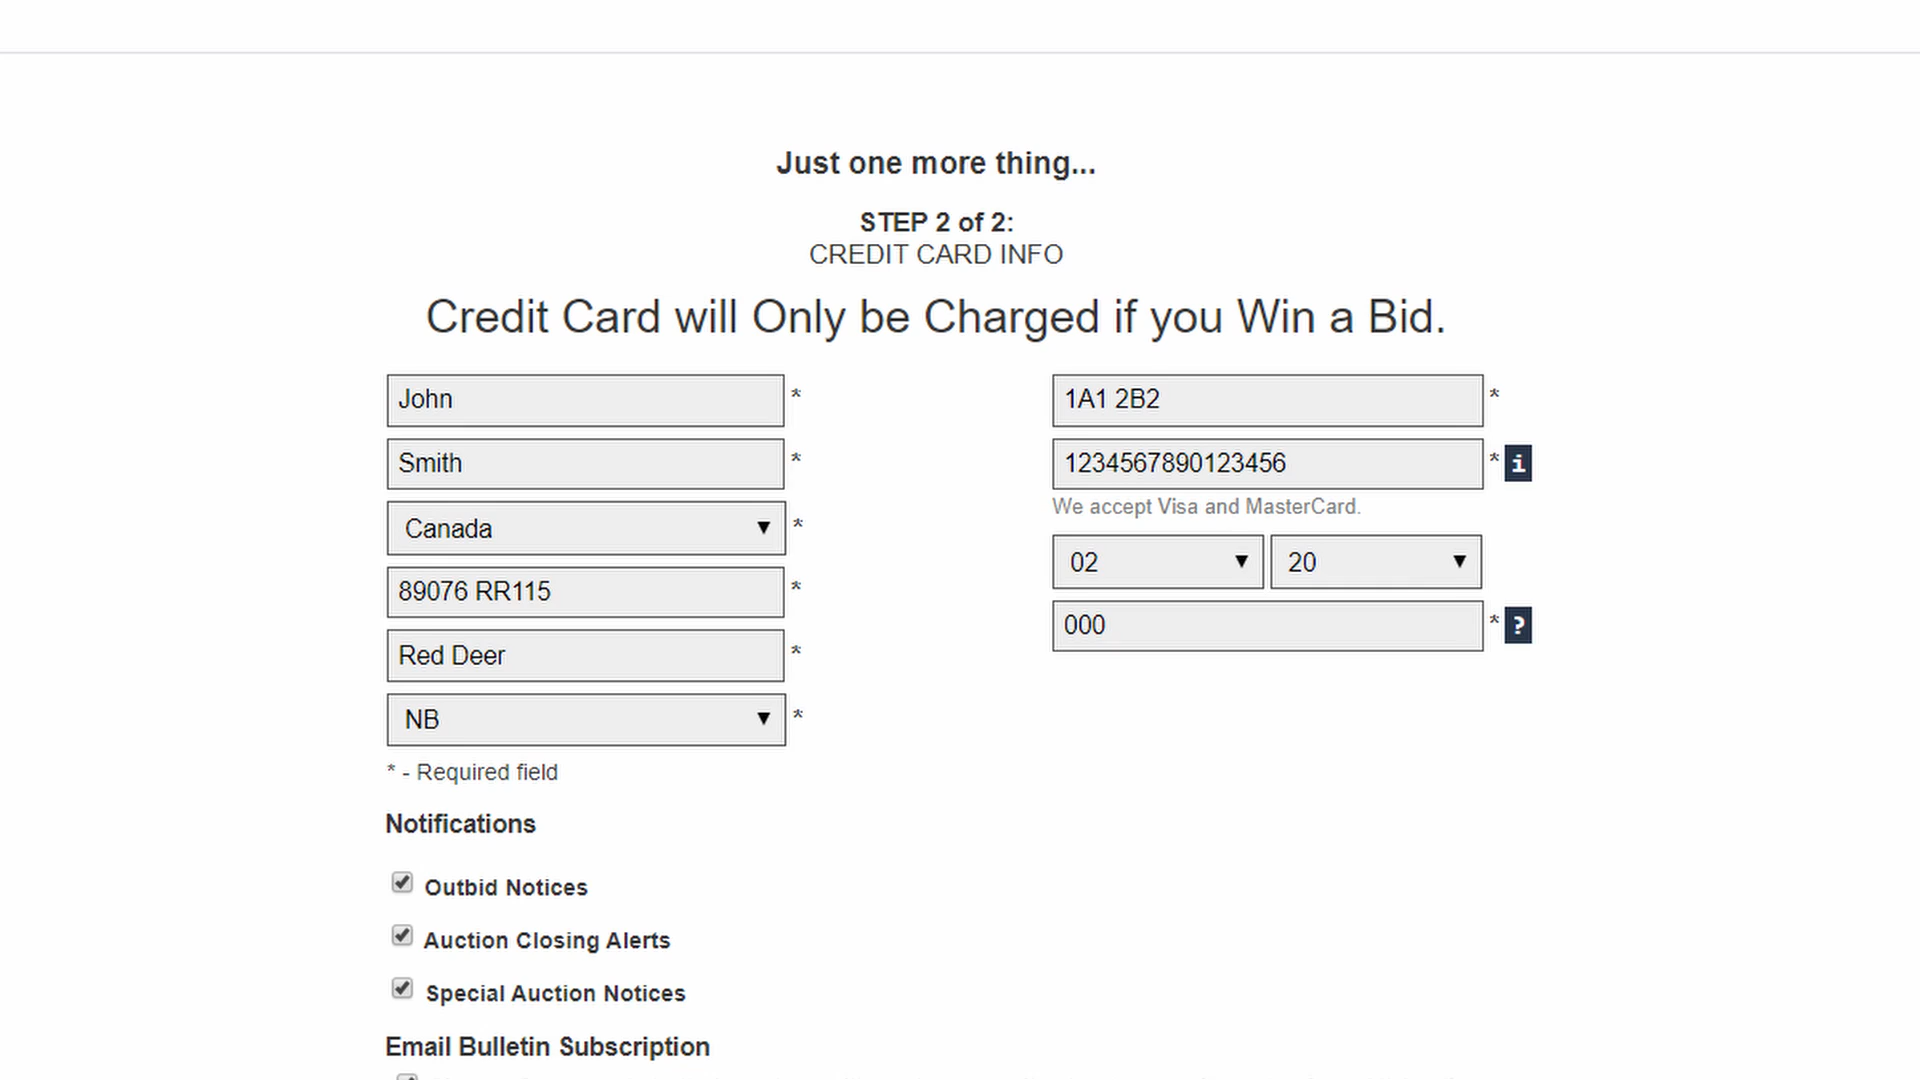 Just one more thing...
STEP 2 of 2:
CREDIT CARD INFO
Credit Card will Only be Charged if you Win a Bid.
John *
Smith *
Canada ▼ *
89076 RR115 *
Red Deer *
NB ▼ *
* - Required field
1A1 2B2 *
1234567890123456 * i
We accept Visa and MasterCard.
02 ▼ 20 ▼
000 * ?
Notifications
Outbid Notices
Auction Closing Alerts
Special Auction Notices
Email Bulletin Subscription